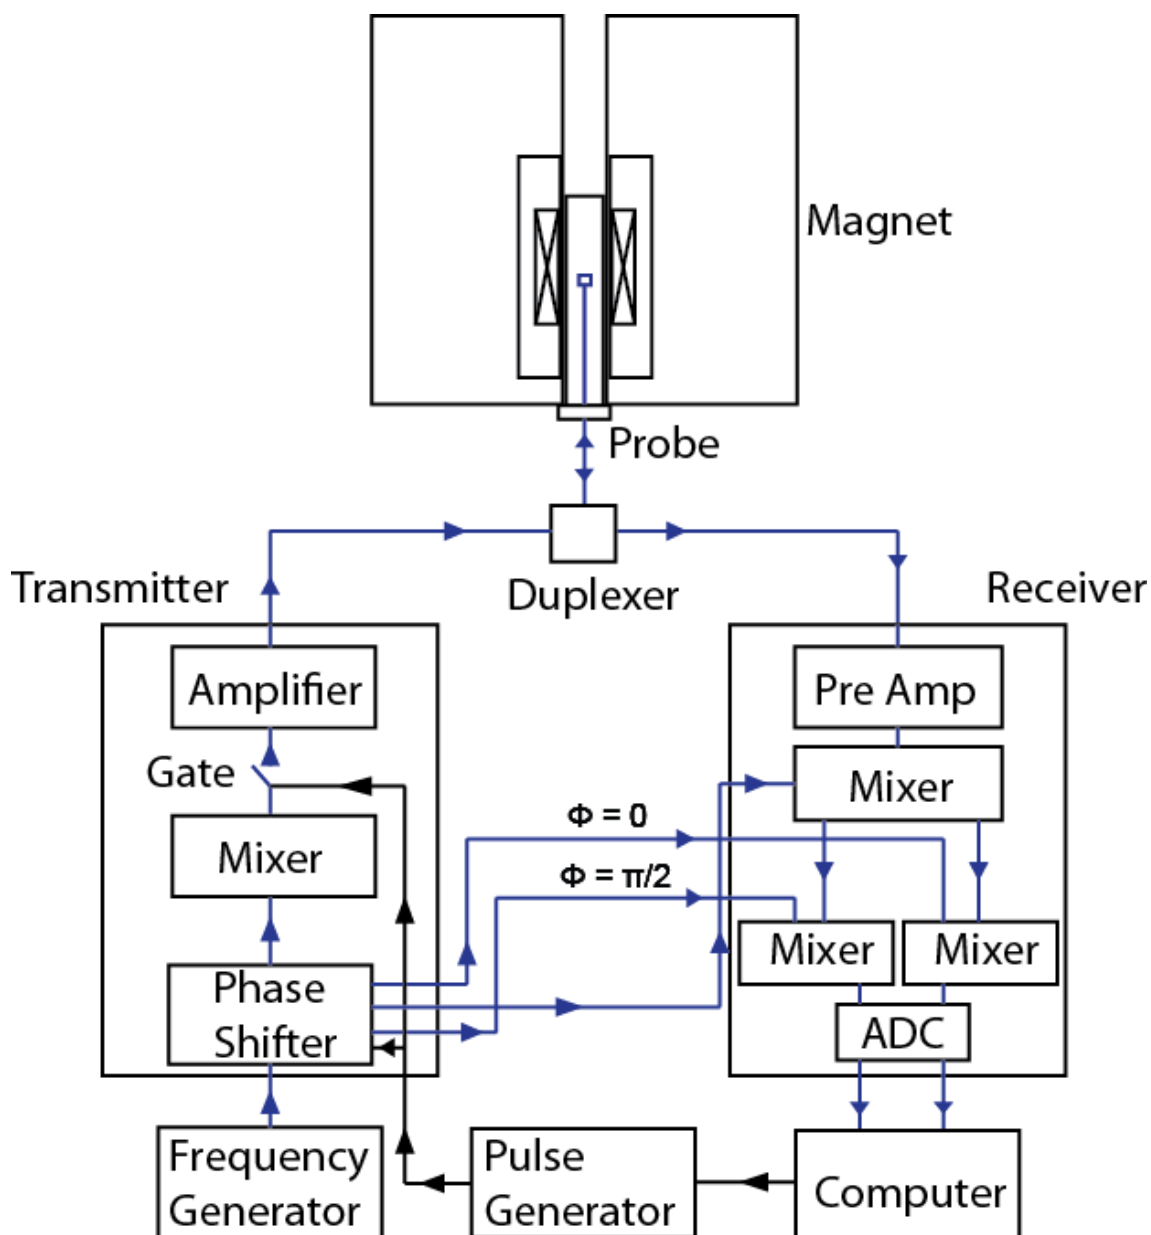 Magnet
Probe
Duplexer
Transmitter
Receiver
Amplifier
Pre Amp
Gate
Mixer
Φ = 0
Mixer
Φ = π/2
Mixer
Mixer
Phase
Shifter
ADC
Frequency
Generator
Pulse
Generator
Computer